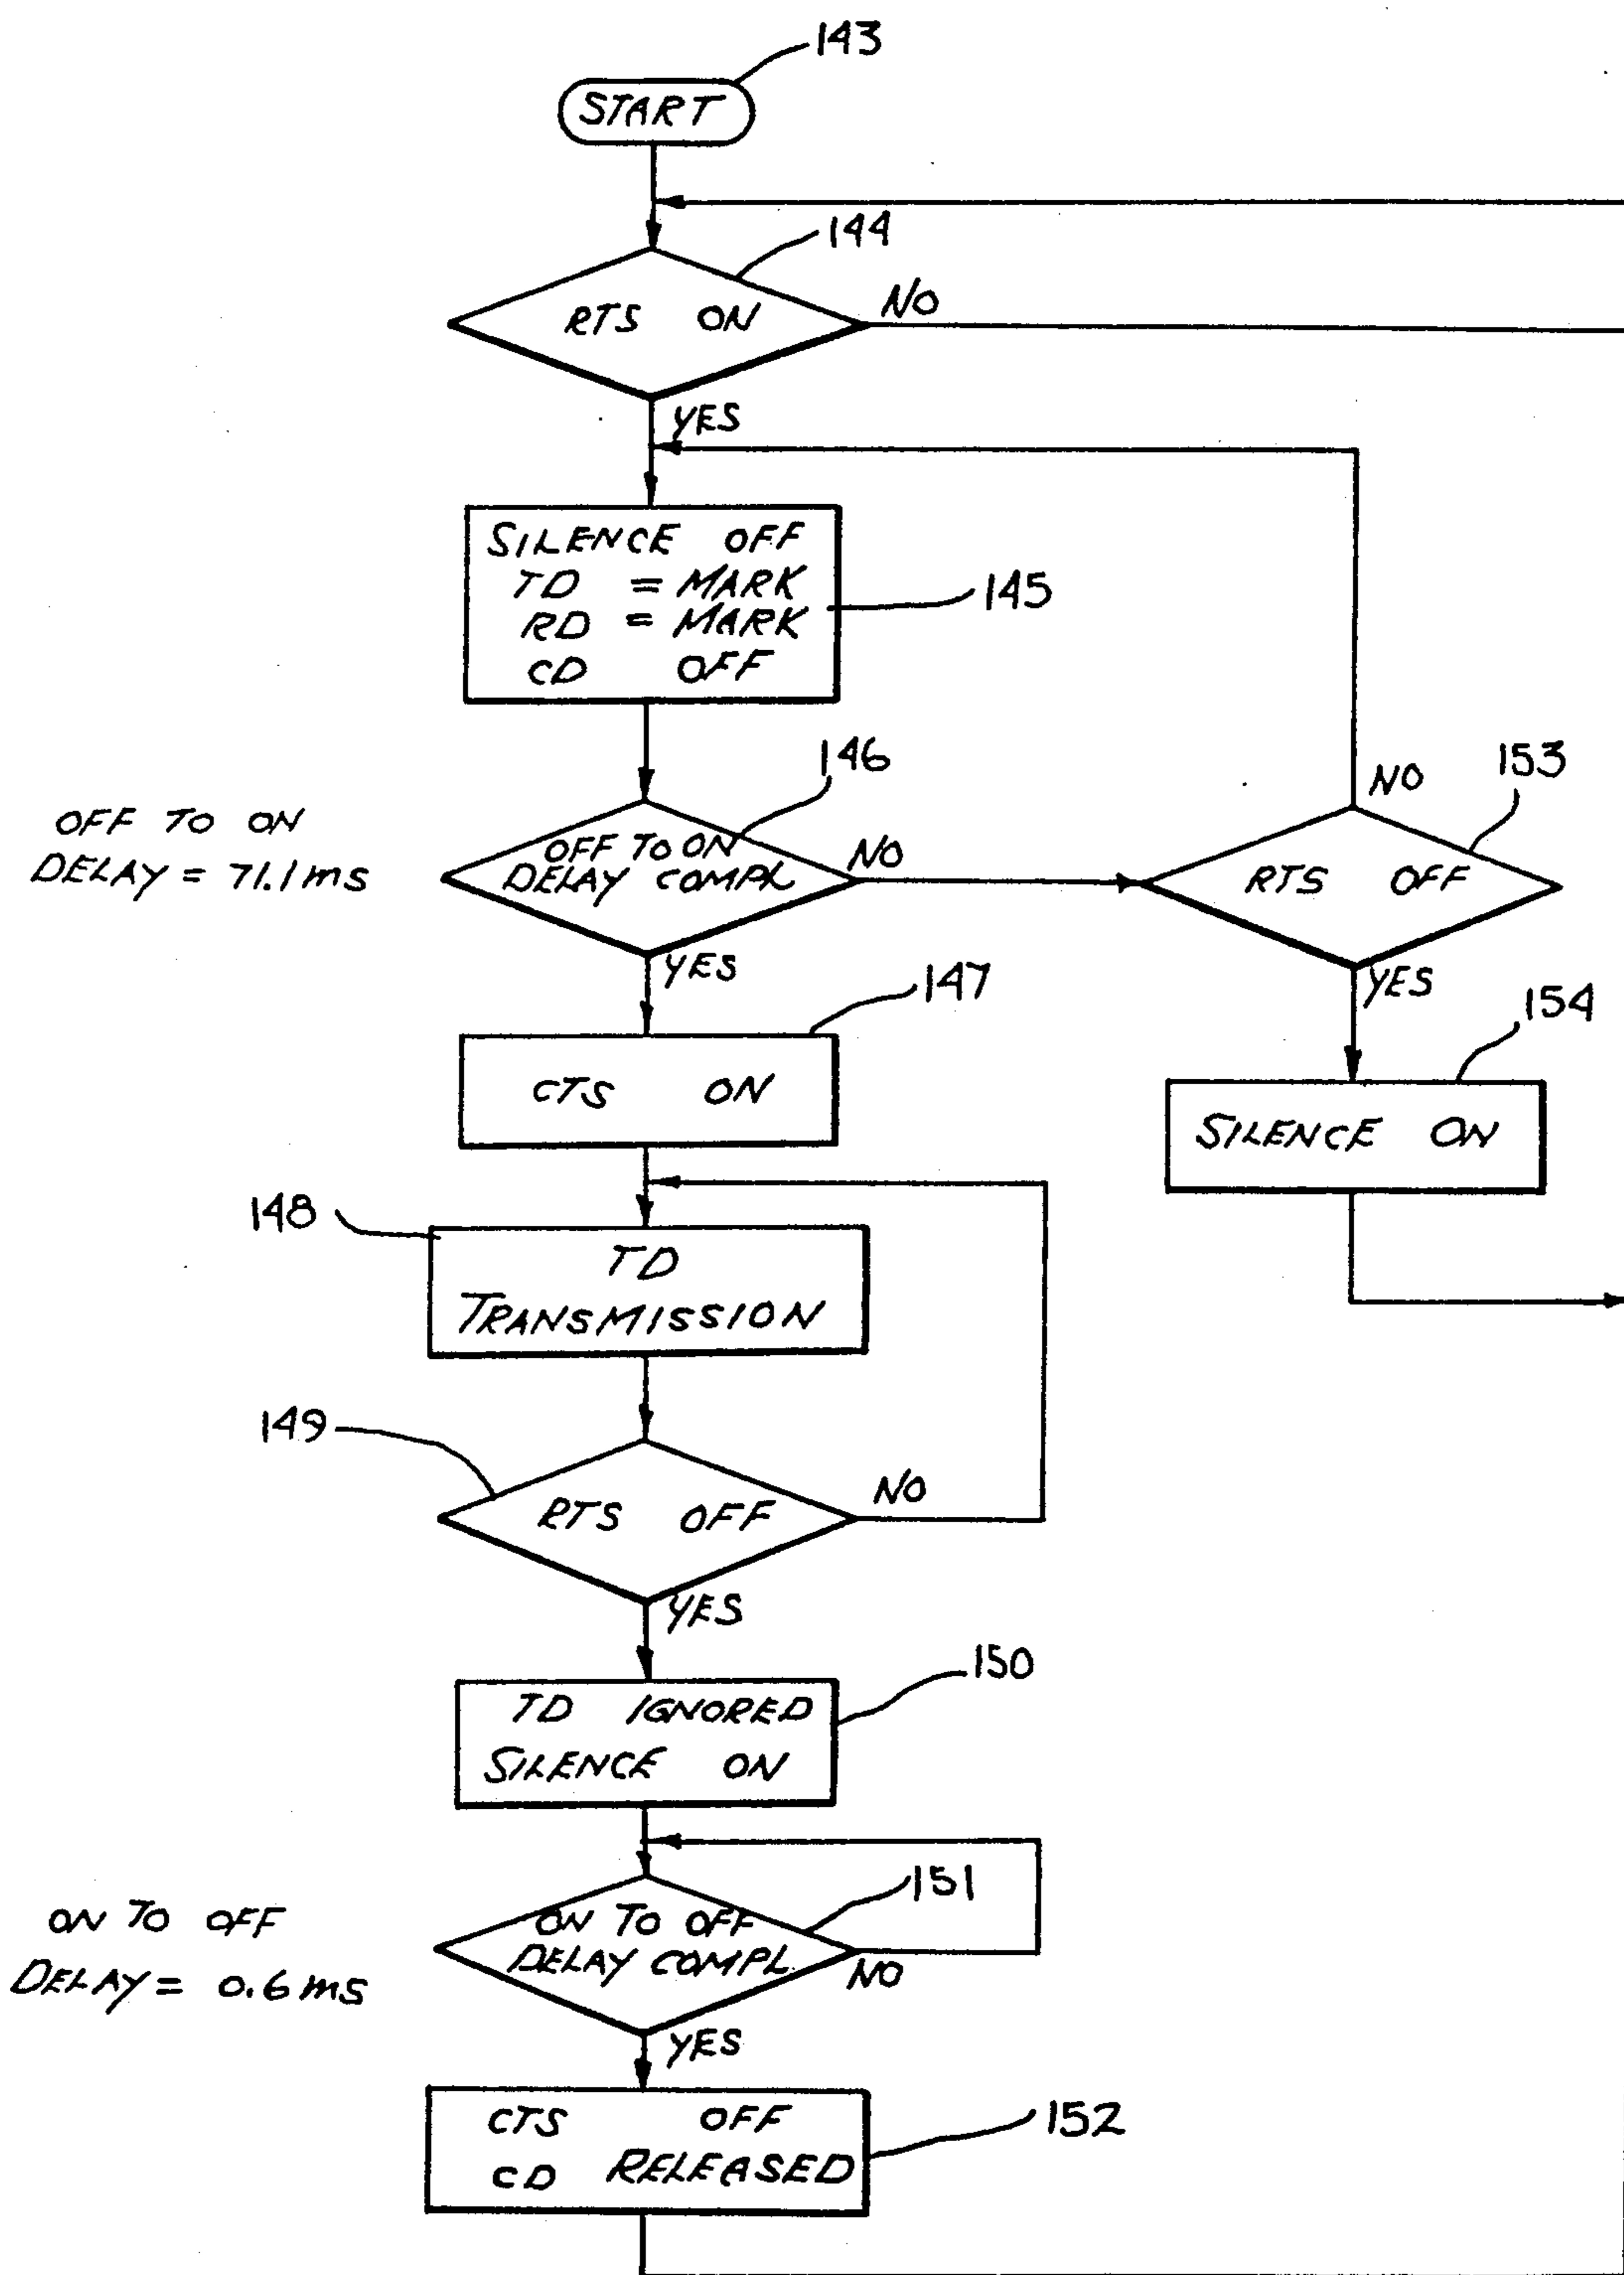 143
START
144
RTS ON
NO
YES
SILENCE OFF
TD = MARK
RD = MARK
CD OFF
145
146
OFF TO ON
DELAY = 71.1ms
OFF TO ON
DELAY COMPL
NO
YES
NO
153
RTS OFF
YES
147
CTS ON
154
SILENCE ON
148
TD
TRANSMISSION
149
RTS OFF
NO
YES
150
TD IGNORED
SILENCE ON
151
ON TO OFF
DELAY = 0.6ms
ON TO OFF
DELAY COMPL.
NO
YES
CTS OFF
CD RELEASED
152